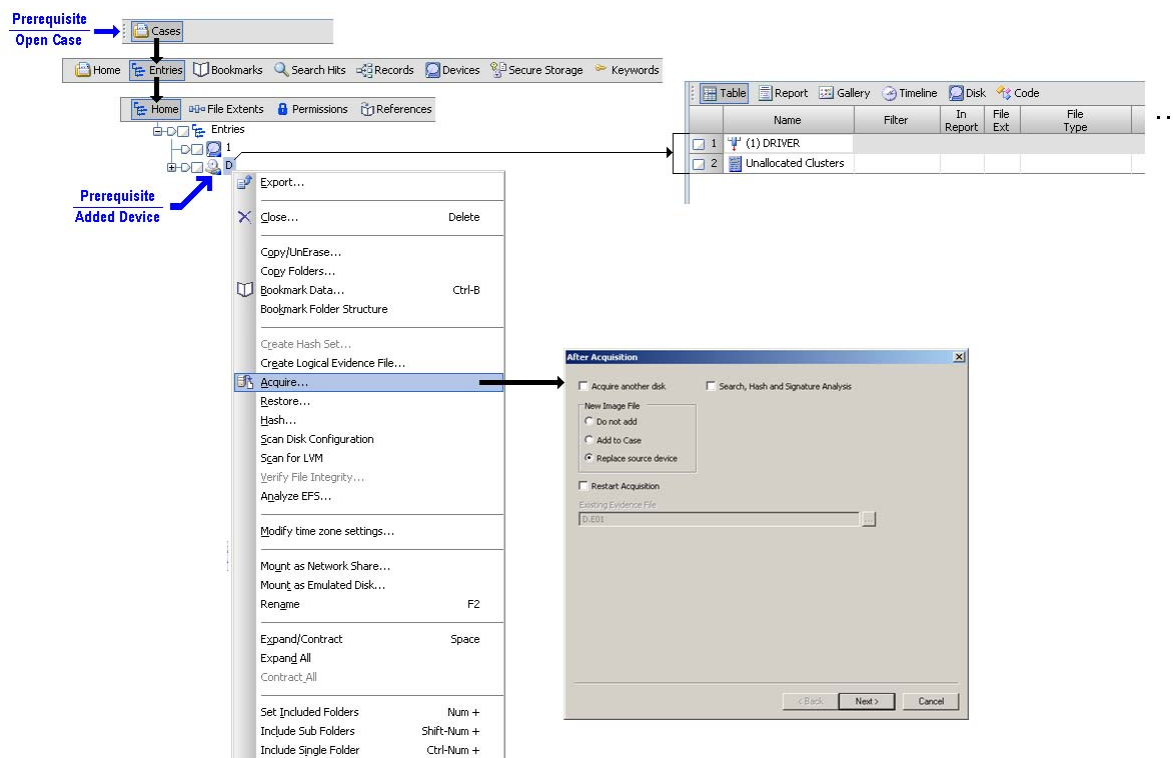 Prerequisite
Open Case
Cases
Home Entries Bookmarks Search Hits Records Devices Secure Storage Keywords
Home File Extents Permissions References
Entries
1
D
Prerequisite
Added Device
Table Report Gallery Timeline Disk Code
Name Filter In Report File Ext File Type
1 (1) DRIVER
2 Unallocated Clusters
..
Export...
Close... Delete
Copy/UnErase...
Copy Folders...
Bookmark Data... Ctrl-B
Bookmark Folder Structure
Create Hash Set...
Create Logical Evidence File...
Acquire...
Restore...
Hash...
Scan Disk Configuration
Scan for LVM
Verify File Integrity...
Analyze EFS...
Modify time zone settings...
Mount as Network Share...
Mount as Emulated Disk...
Rename F2
Expand/Contract Space
Expand All
Contract All
Set Included Folders Num +
Include Sub Folders Shift-Num +
Include Single Folder Ctrl-Num +
After Acquisition
Acquire another disk Search, Hash and Signature Analysis
New Image File
Do not add
Add to Case
Replace source device
Restart Acquisition
Existing Evidence File
D.E01 ...
< Back Next > Cancel